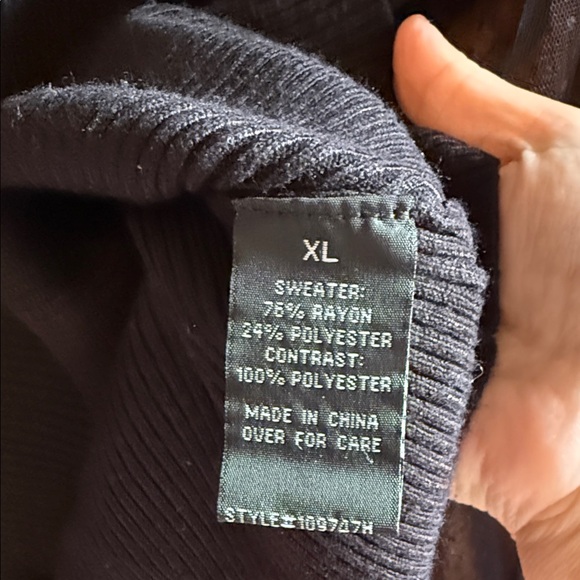 XL
SWEATER:
76% RAYON
24% POLYESTER
CONTRAST:
100% POLYESTER
MADE IN CHINA
OVER FOR CARE
STYLE#109747H